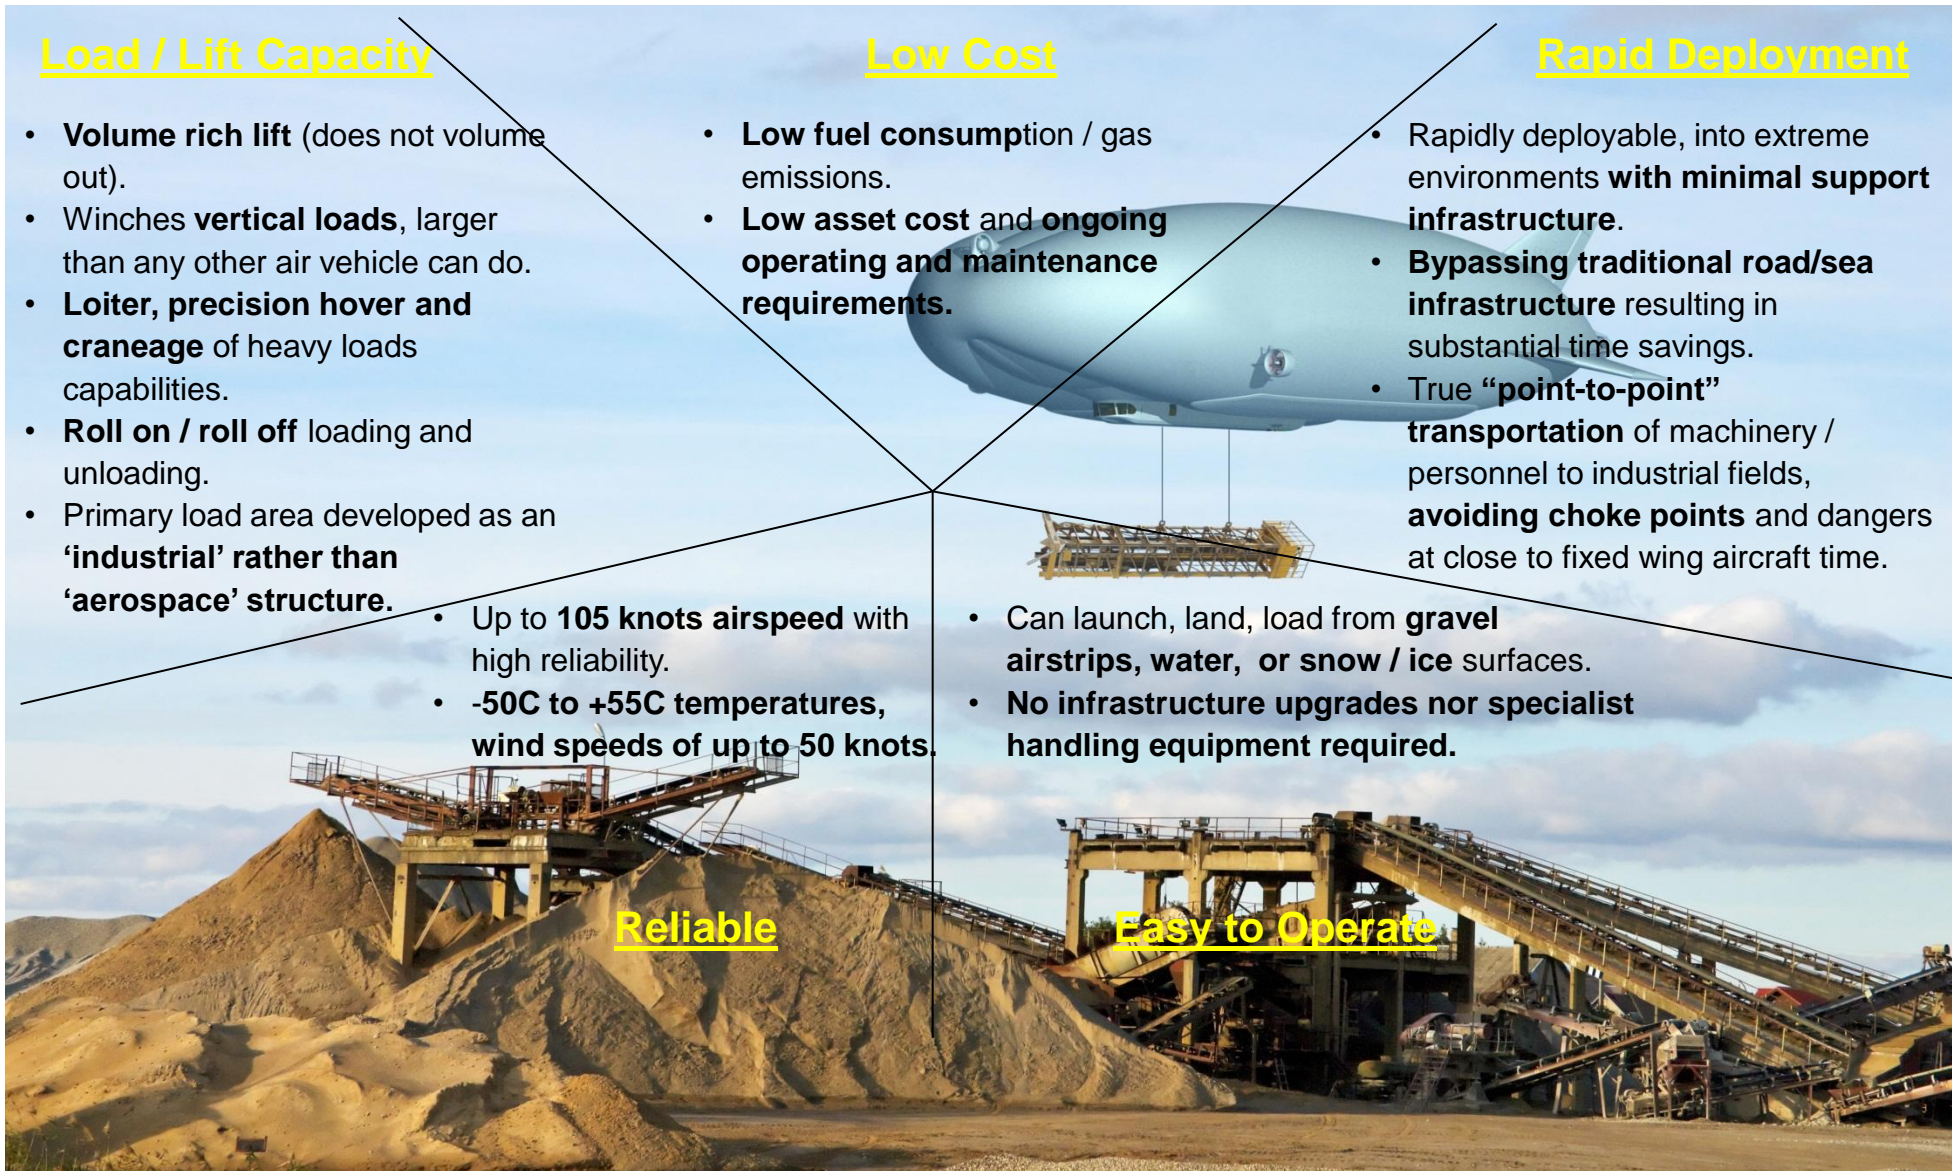 Load / Lift Capacity
• Volume rich lift (does not volume
out).
• Winches vertical loads, larger
than any other air vehicle can do.
• Loiter, precision hover and
craneage of heavy loads
capabilities.
• Roll on / roll off loading and
unloading.
• Primary load area developed as an
‘industrial’ rather than
‘aerospace’ structure.
Low Cost
• Low fuel consumption / gas
emissions.
• Low asset cost and ongoing
operating and maintenance
requirements.
Rapid Deployment
• Rapidly deployable, into extreme
environments with minimal support
infrastructure.
• Bypassing traditional road/sea
infrastructure resulting in
substantial time savings.
• True “point-to-point”
transportation of machinery /
personnel to industrial fields,
avoiding choke points and dangers
at close to fixed wing aircraft time.
• Up to 105 knots airspeed with
high reliability.
• -50C to +55C temperatures,
wind speeds of up to 50 knots.
Reliable
• Can launch, land, load from gravel
airstrips, water, or snow / ice surfaces.
• No infrastructure upgrades nor specialist
handling equipment required.
Easy to Operate